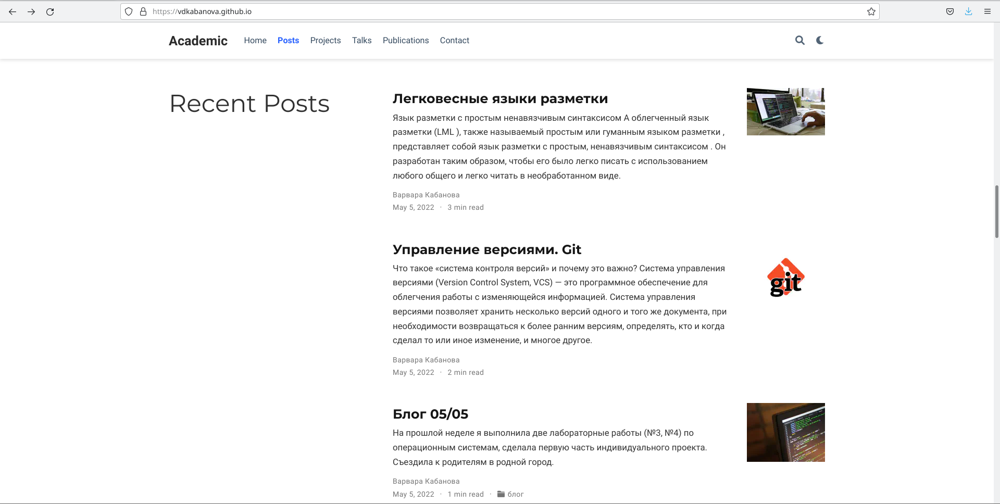 https://vdkabanova.github.io
Academic Home Posts Projects Talks Publications Contact
Recent Posts
Легковесные языки разметки
Язык разметки с простым ненавязчивым синтаксисом A облегченный язык
разметки (LML ), также называемый простым или гуманным языком разметки ,
представляет собой язык разметки с простым, ненавязчивым синтаксисом . Он
разработан таким образом, чтобы его было легко писать с использованием
любого общего и легко читать в необработанном виде.
Варвара Кабанова
May 5, 2022 · 3 min read
Управление версиями. Git
Что такое «система контроля версий» и почему это важно? Система управления
версиями (Version Control System, VCS) — это программное обеспечение для
облегчения работы с изменяющейся информацией. Система управления
версиями позволяет хранить несколько версий одного и того же документа, при
необходимости возвращаться к более ранним версиям, определять, кто и когда
сделал то или иное изменение, и многое другое.
git
Варвара Кабанова
May 5, 2022 · 2 min read
Блог 05/05
На прошлой неделе я выполнила две лабораторные работы (№3, №4) по
операционным системам, сделала первую часть индивидуального проекта.
Съездила к родителям в родной город.
Варвара Кабанова
May 5, 2022 · 1 min read · блог